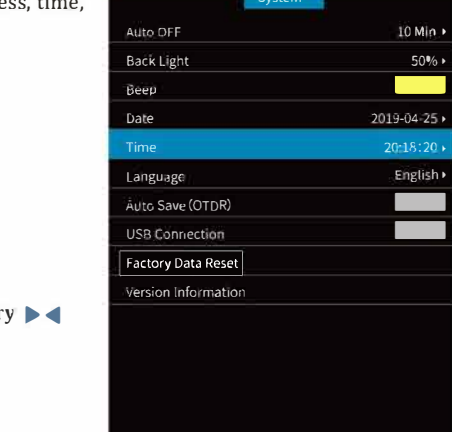 ess, time,
System
Auto OFF 10 Min
Back Light 50%
Beep
Date 2019-04-25
Time 20:18:20
Language English
Auto Save (OTDR)
USB Connection
Factory Data Reset
Version Information
ry